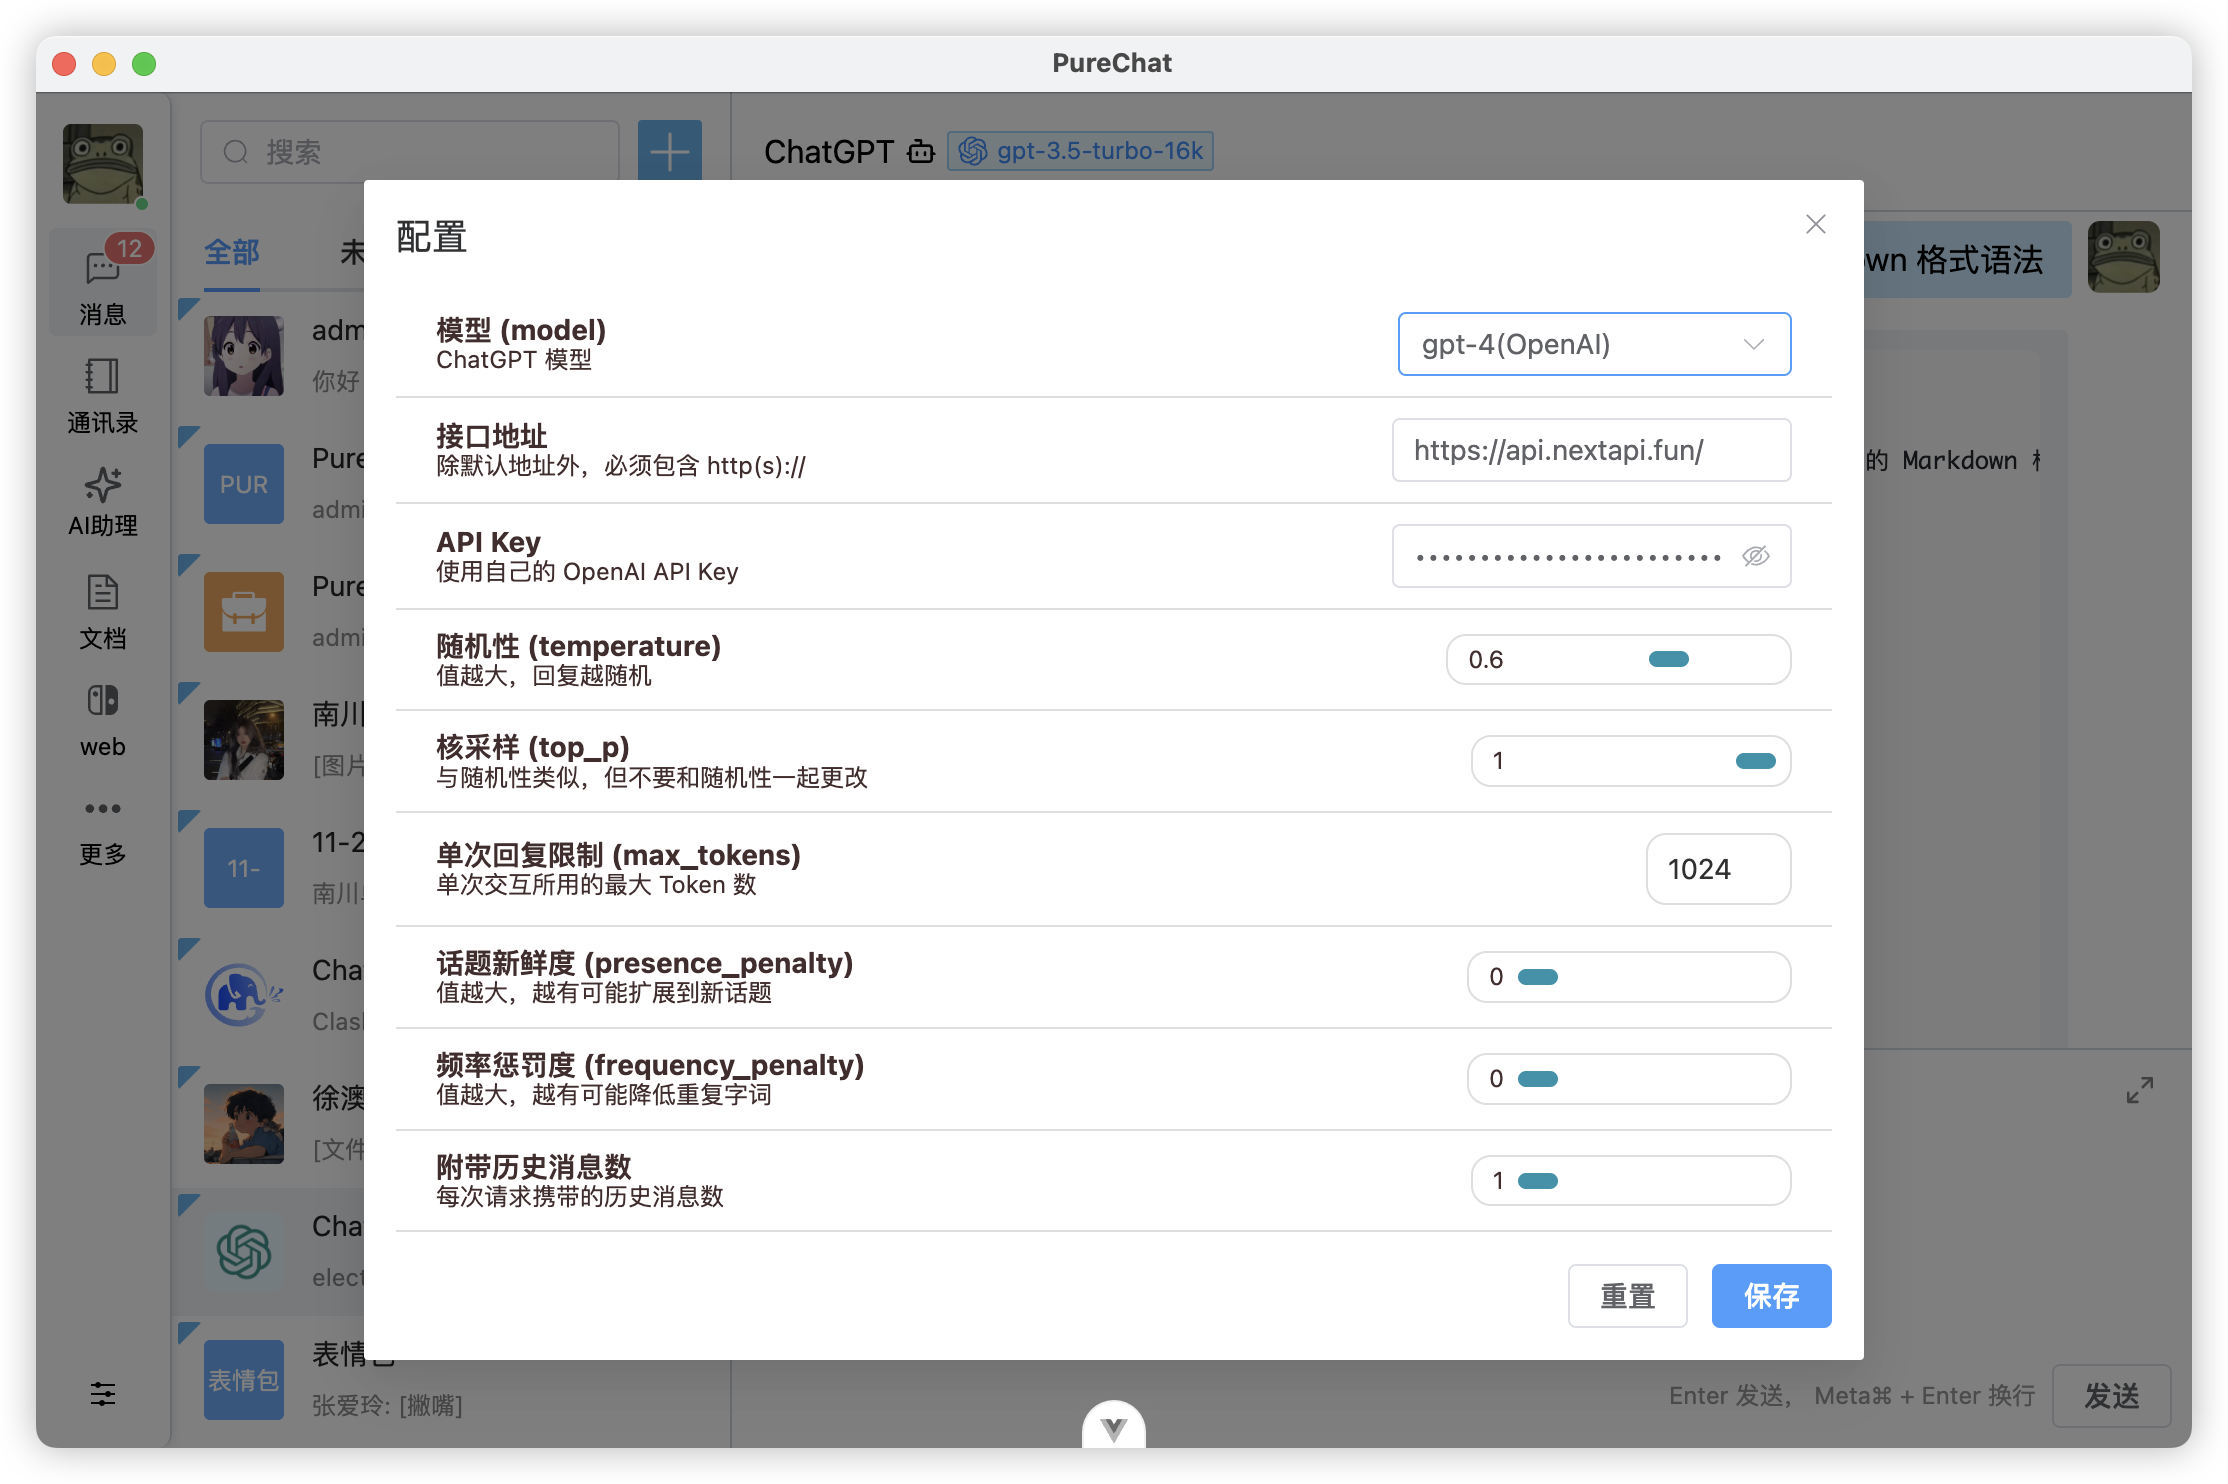 PureChat
搜索
ChatGPT
gpt-3.5-turbo-16k
12
消息
通讯录
AI助理
文档
web
更多
全部
未
adm
你好
PUR
Pure
admi
Pure
admi
南川
[图片
11-
11-2
南川
Cha
Clas
徐澳
[文件
Cha
elect
表情包
表情包
张爱玲: [撇嘴]
own 格式语法
的 Markdown 格
配置
模型 (model)
ChatGPT 模型
gpt-4(OpenAI)
接口地址
除默认地址外，必须包含 http(s)://
https://api.nextapi.fun/
API Key
使用自己的 OpenAI API Key
••••••••••••••••••••••••
随机性 (temperature)
值越大，回复越随机
0.6
核采样 (top_p)
与随机性类似，但不要和随机性一起更改
1
单次回复限制 (max_tokens)
单次交互所用的最大 Token 数
1024
话题新鲜度 (presence_penalty)
值越大，越有可能扩展到新话题
0
频率惩罚度 (frequency_penalty)
值越大，越有可能降低重复字词
0
附带历史消息数
每次请求携带的历史消息数
1
重置
保存
Enter 发送， Meta⌘ + Enter 换行
发送